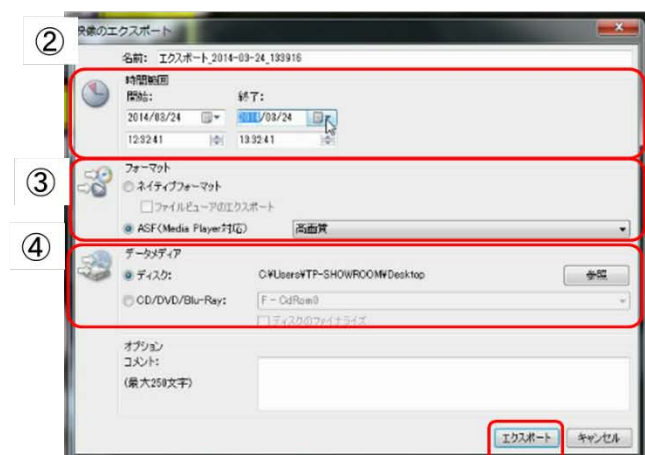 ②
映像のエクスポート
名前: エクスポート_2014-03-24_133916
時間範囲
開始: 終了:
2014/03/24 2014/03/24
12:32:41 13:32:41
③
フォーマット
ネイティブフォーマット
ファイルビューアのエクスポート
ASF(Media Player対応) 高画質
④
データメディア
ディスク: C:¥Users¥TP-SHOWROOM¥Desktop 参照
CD/DVD/Blu-Ray: F - CdRom0
ディスクのファイナライズ
オプション
コメント:
(最大250文字)
エクスポート キャンセル